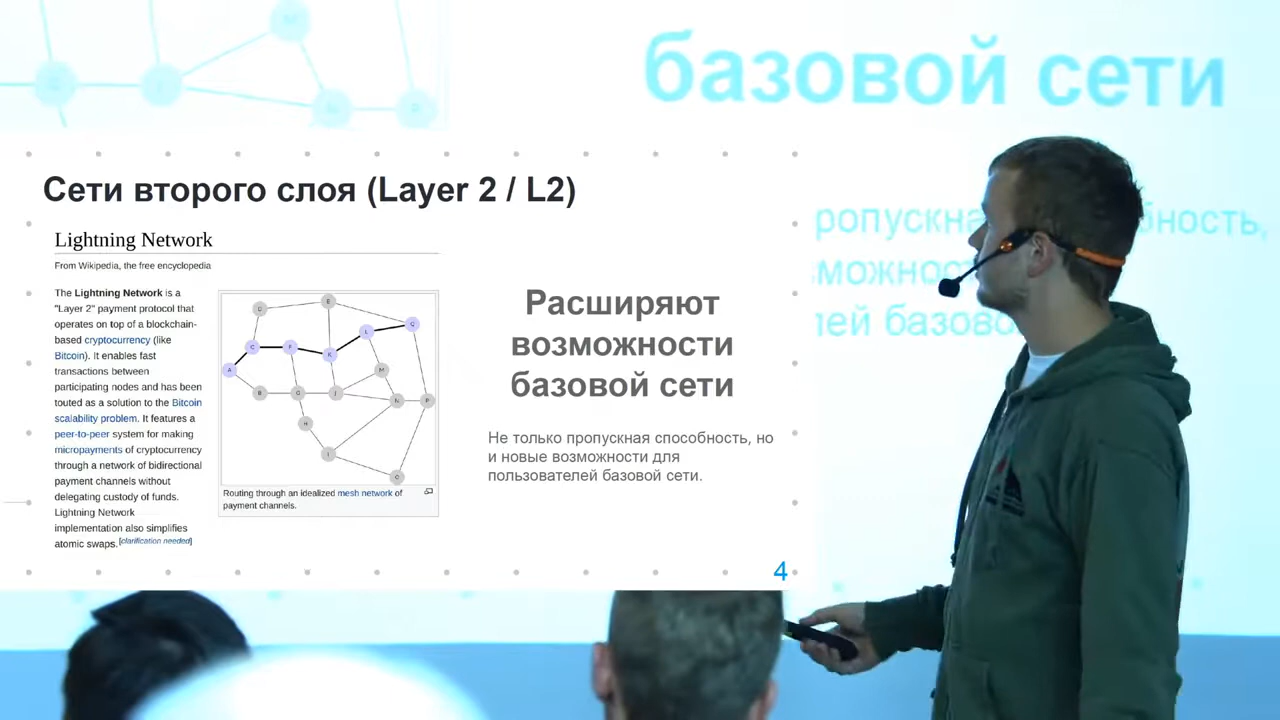 базовой сети
ропускна
бность,
Сети второго слоя (Layer 2 / L2)
Lightning Network
From Wikipedia, the free encyclopedia
The Lightning Network is a
"Layer 2" payment protocol that
operates on top of a blockchain-
based cryptocurrency (like
Bitcoin). It enables fast
transactions between
participating nodes and has been
touted as a solution to the Bitcoin
scalability problem. It features a
peer-to-peer system for making
micropayments of cryptocurrency
through a network of bidirectional
payment channels without
delegating custody of funds.
Lightning Network
implementation also simplifies
atomic swaps.[clarification needed]
Routing through an idealized mesh network of
payment channels.
Расширяют
возможности
базовой сети
Не только пропускная способность, но
и новые возможности для
пользователей базовой сети.
4